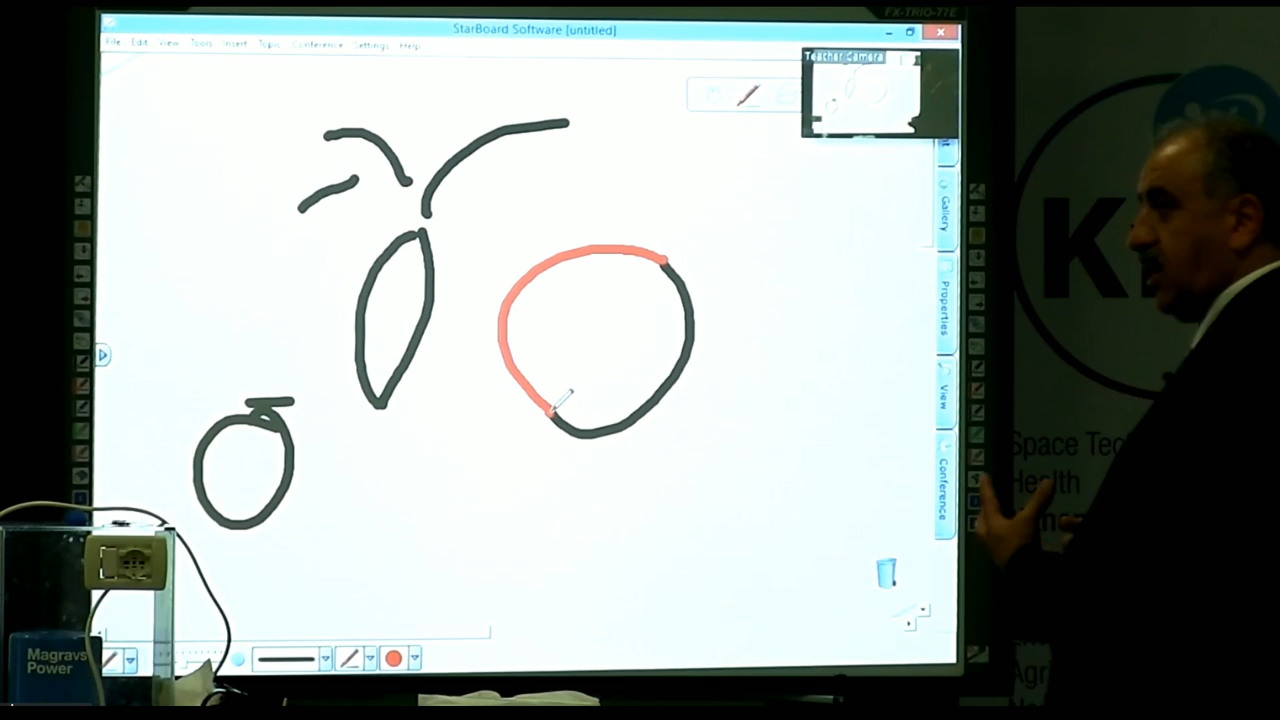 FX-TRIO-77E
StarBoard Software [untitled]
File Edit View Tools Insert Topic Conference Settings Help
Teacher Camera
Gallery
Properties
View
Conference
K
Space Tec
Health
Agri
Magravs
Power